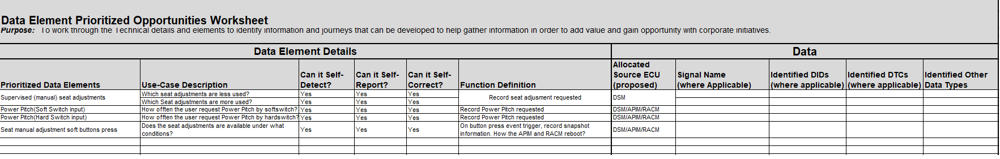 Data Element Prioritized Opportunities Worksheet
Purpose: To work through the Technical details and elements to identify information and journeys that can be developed to help gather information in order to add value and gain opportunity with corporate initiatives.
Data Element Details
Data
Prioritized Data Elements
Use-Case Description
Can it Self-
Detect?
Can it Self-
Report?
Can it Self-
Correct?
Function Definition
Allocated
Source ECU
(proposed)
Signal Name
(where Applicable)
Identified DIDs
(where applicable)
Identified DTCs
(where applicable)
Identified Other
Data Types
Supervised (manual) seat adjustments
Which seat adjustments are less used?
Yes
Yes
Yes
Record seat adjusment requested
DSM
Which Seat adjustments are more used?
Yes
Yes
Yes
Power Pitch(Soft Switch input)
How offten the user request Power Pitch by softswitch?
Yes
Yes
Yes
Record Power Pitch requested
DSM/APIM/RACM
Power Pitch(Hard Switch input)
How offten the user request Power Pitch by hardswitch?
Yes
Yes
Yes
Record Power Pitch requested
DSM/APIM/RACM
Seat manual adjustment soft buttons press
Does the seat adjustments are available under what
conditions?
Yes
Yes
Yes
On button press event trigger, record snapshot
information. How the APIM and RACM reboot?
DSM/APIM/RACM